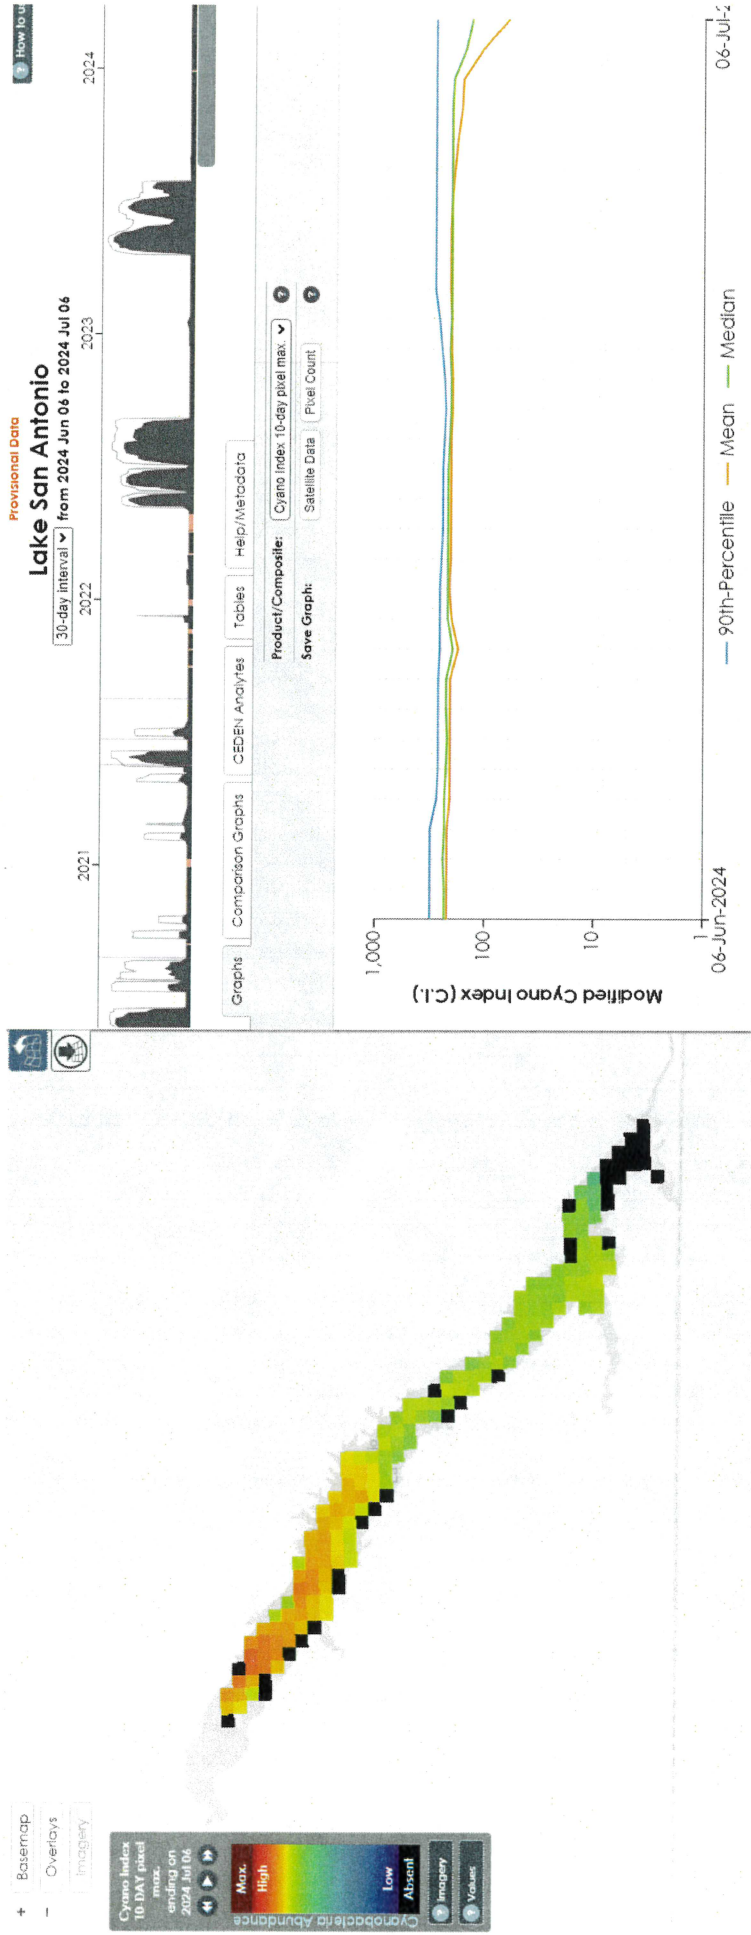 + Basemap
− Overlays
Imagery
Cyano Index
10-DAY pixel
max.
ending on
2024 Jul 06
Max.
High
Low
Absent
Cyanobacteria Abundance
? Imagery
? Values
? How to u
Provisional Data
Lake San Antonio
30-day interval from 2024 Jun 06 to 2024 Jul 06
2021 2022 2023 2024
Graphs Comparison Graphs CEDEN Analytes Tables Help/Metadata
Product/Composite: Cyano Index 10-day pixel max. ?
Save Graph: Satellite Data Pixel Count ?
Modified Cyano Index (C.I.)
1,000
100
10
1
06-Jun-2024 06-Jul-2
90th-Percentile Mean Median